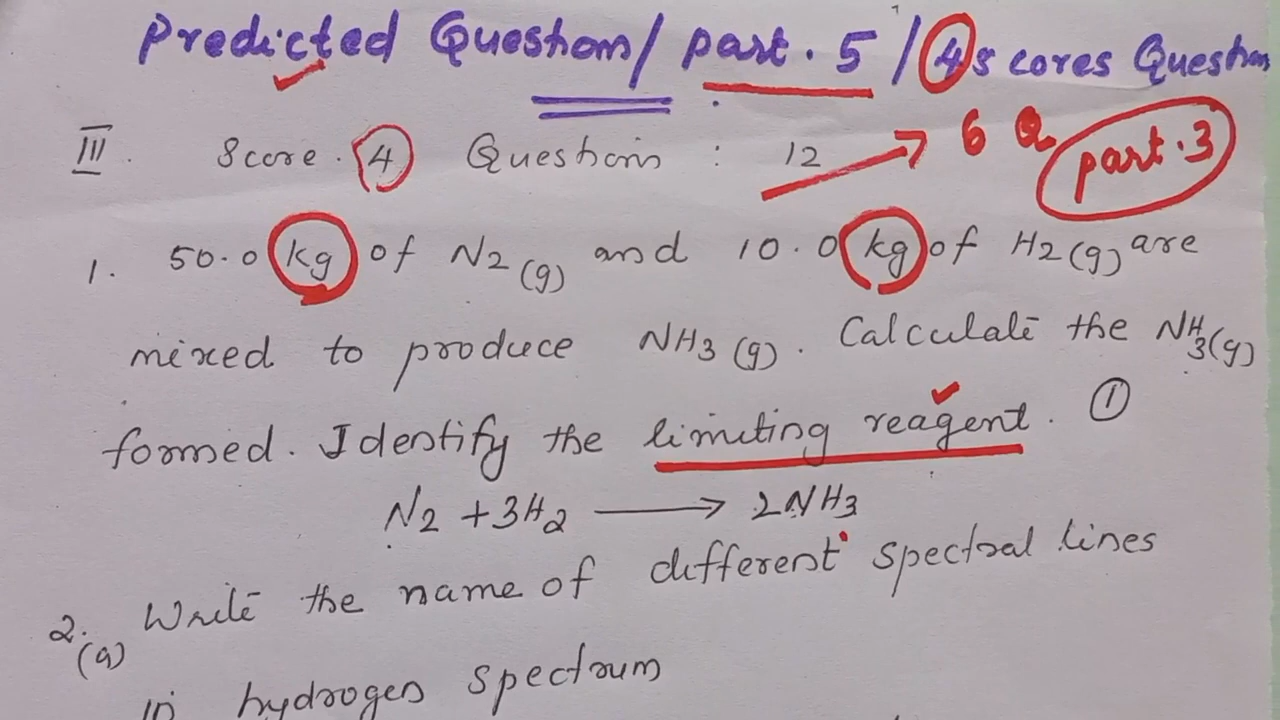 Predicted Question/ part. 5 / 4 scores Question
III. Score. 4 Questions : 12 → 6 Q part.3
1. 50.0 kg of N2 (g) and 10.0 kg of H2(g) are
mixed to produce NH3 (g). Calculate the NH3(g)
formed. Identify the limiting reagent. ①
N2 + 3H2 → 2NH3
2. (a) Write the name of different spectral lines
in hydrogen spectrum